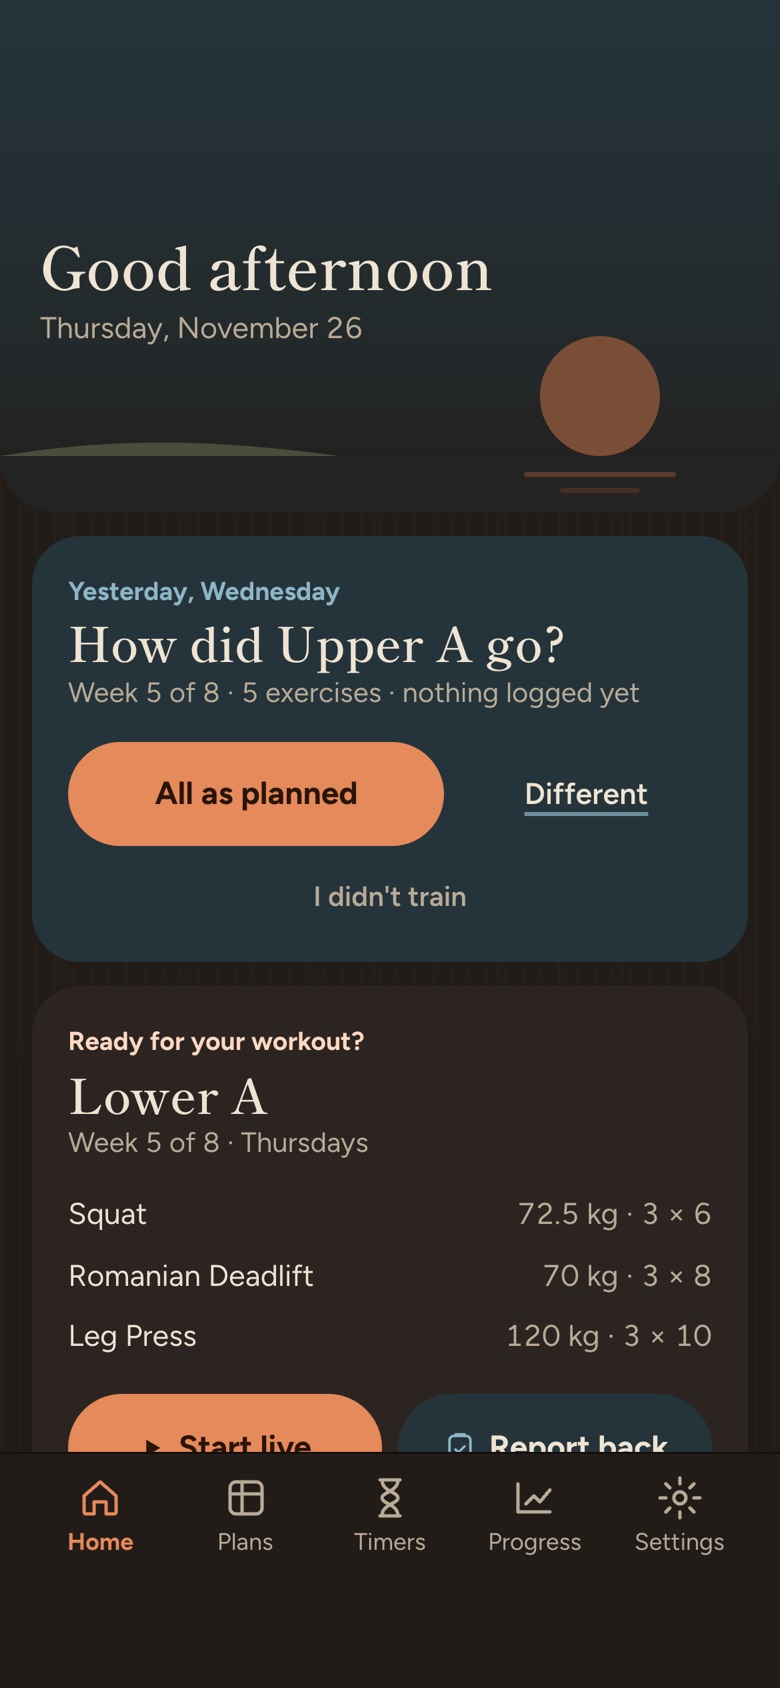 Good afternoon
Thursday, November 26
Yesterday, Wednesday
How did Upper A go?
Week 5 of 8 · 5 exercises · nothing logged yet
All as planned
Different
I didn't train
Ready for your workout?
Lower A
Week 5 of 8 · Thursdays
Squat 72.5 kg · 3 × 6
Romanian Deadlift 70 kg · 3 × 8
Leg Press 120 kg · 3 × 10
Start live Report back
Home Plans Timers Progress Settings